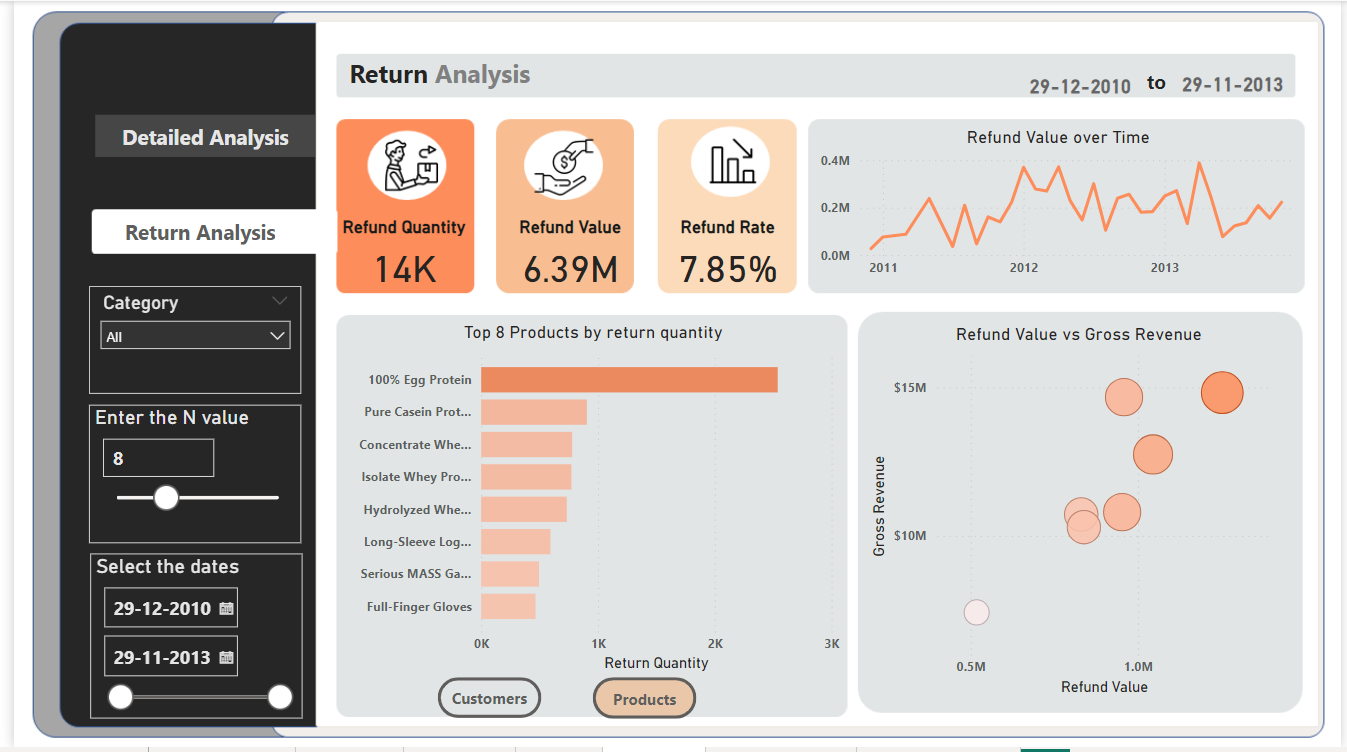 Return Analysis
29-12-2010 to 29-11-2013
Detailed Analysis
Return Analysis
Category
All
Enter the N value
8
Select the dates
29-12-2010
29-11-2013
Refund Quantity
14K
Refund Value
6.39M
Refund Rate
7.85%
Refund Value over Time
0.4M
0.2M
0.0M
2011 2012 2013
Top 8 Products by return quantity
100% Egg Protein
Pure Casein Prot...
Concentrate Whe...
Isolate Whey Pro...
Hydrolyzed Whe...
Long-Sleeve Log...
Serious MASS Ga...
Full-Finger Gloves
0K 1K 2K 3K
Return Quantity
Customers Products
Refund Value vs Gross Revenue
$15M
$10M
Gross Revenue
0.5M 1.0M
Refund Value